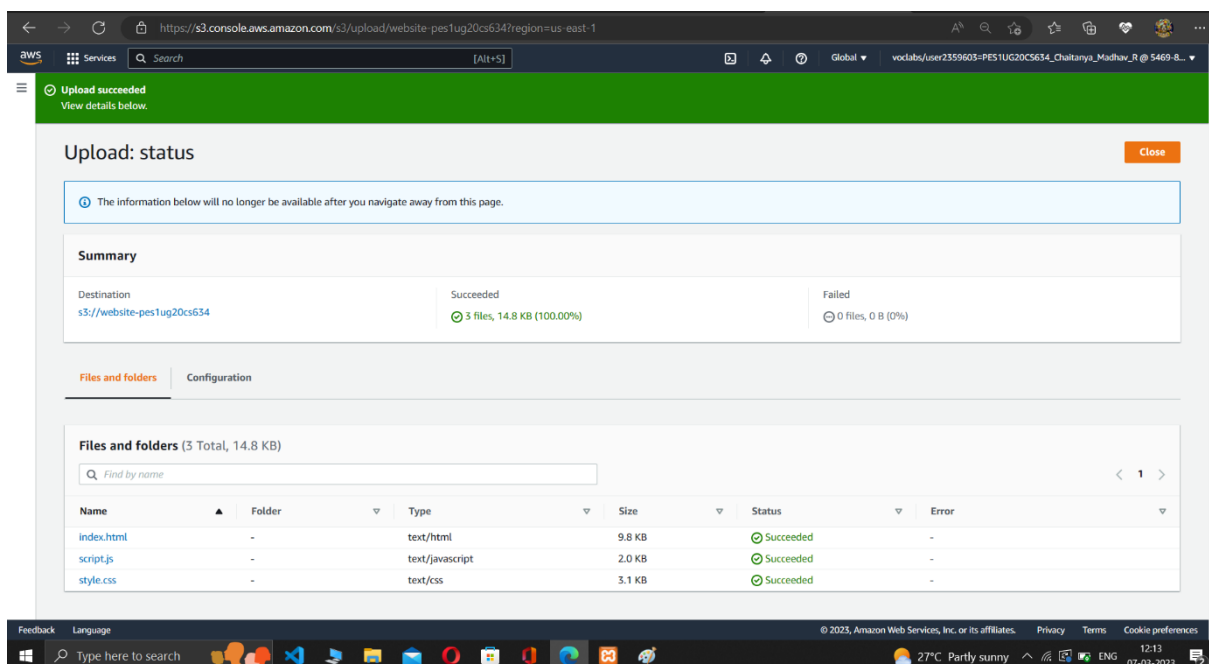 https://s3.console.aws.amazon.com/s3/upload/website-pes1ug20cs634?region=us-east-1
aws Services Search [Alt+S] Global voclabs/user2359603=PES1UG20CS634_Chaitanya_Madhav_R @ 5469-8...
Upload succeeded
View details below.
Upload: status Close
The information below will no longer be available after you navigate away from this page.
Summary
Destination Succeeded Failed
s3://website-pes1ug20cs634 3 files, 14.8 KB (100.00%) 0 files, 0 B (0%)
Files and folders Configuration
Files and folders (3 Total, 14.8 KB)
Find by name < 1 >
Name Folder Type Size Status Error
index.html - text/html 9.8 KB Succeeded -
script.js - text/javascript 2.0 KB Succeeded -
style.css - text/css 3.1 KB Succeeded -
Feedback Language © 2023, Amazon Web Services, Inc. or its affiliates. Privacy Terms Cookie preferences
Type here to search 27°C Partly sunny ENG 12:13
07-03-2023